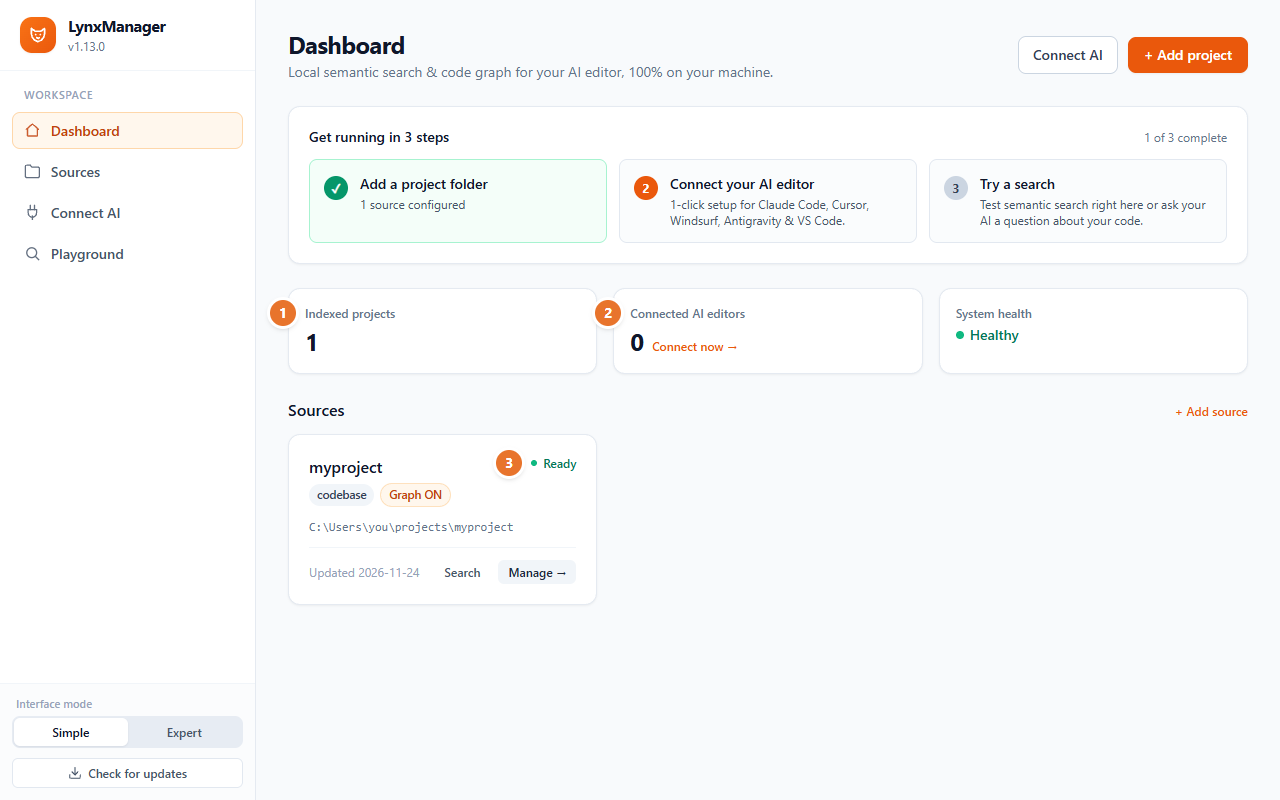 LynxManager
v1.13.0
WORKSPACE
Dashboard
Sources
Connect AI
Playground
Interface mode
Simple
Expert
Check for updates
Dashboard
Local semantic search & code graph for your AI editor, 100% on your machine.
Connect AI
+ Add project
Get running in 3 steps
1 of 3 complete
✓
Add a project folder
1 source configured
2
Connect your AI editor
1-click setup for Claude Code, Cursor,
Windsurf, Antigravity & VS Code.
3
Try a search
Test semantic search right here or ask your
AI a question about your code.
1
Indexed projects
1
2
Connected AI editors
0 Connect now →
System health
Healthy
Sources
+ Add source
myproject
3
Ready
codebase
Graph ON
C:\Users\you\projects\myproject
Updated 2026-11-24
Search
Manage →